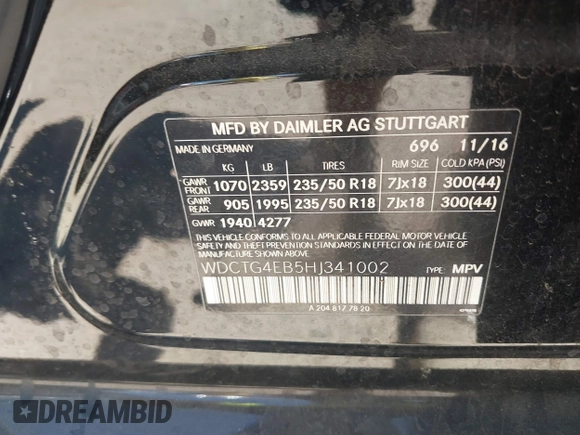 MFD BY DAIMLER AG STUTTGART
MADE IN GERMANY 696 11/16
KG LB TIRES RIM SIZE COLD KPA (PSI)
GAWR FRONT 1070 2359 235/50 R18 7Jx18 300(44)
GAWR REAR 905 1995 235/50 R18 7Jx18 300(44)
GVWR 1940 4277
THIS VEHICLE CONFORMS TO ALL APPLICABLE FEDERAL MOTOR VEHICLE
SAFETY AND THEFT PREVENTION STANDARDS IN EFFECT ON THE DATE
OF MANUFACTURE SHOWN ABOVE.
WDCTG4EB5HJ341002 TYPE MPV
A 204 817 78 20
DREAMBID